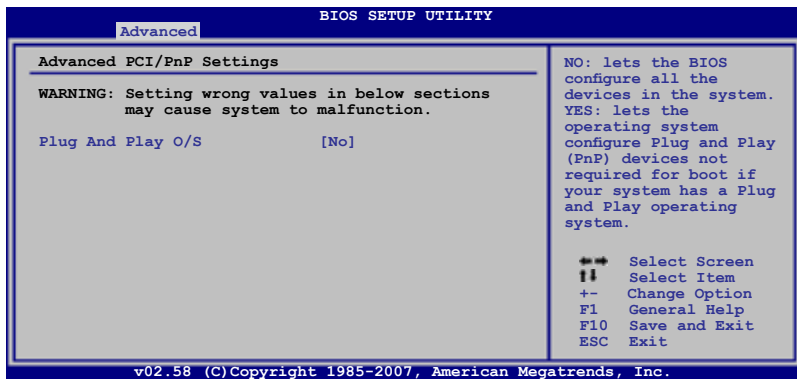 BIOS SETUP UTILITY
Advanced
Advanced PCI/PnP Settings
WARNING: Setting wrong values in below sections
may cause system to malfunction.
Plug And Play O/S [No]
NO: lets the BIOS
configure all the
devices in the system.
YES: lets the
operating system
configure Plug and Play
(PnP) devices not
required for boot if
your system has a Plug
and Play operating
system.
Select Screen
Select Item
+- Change Option
F1 General Help
F10 Save and Exit
ESC Exit
v02.58 (C)Copyright 1985-2007, American Megatrends, Inc.